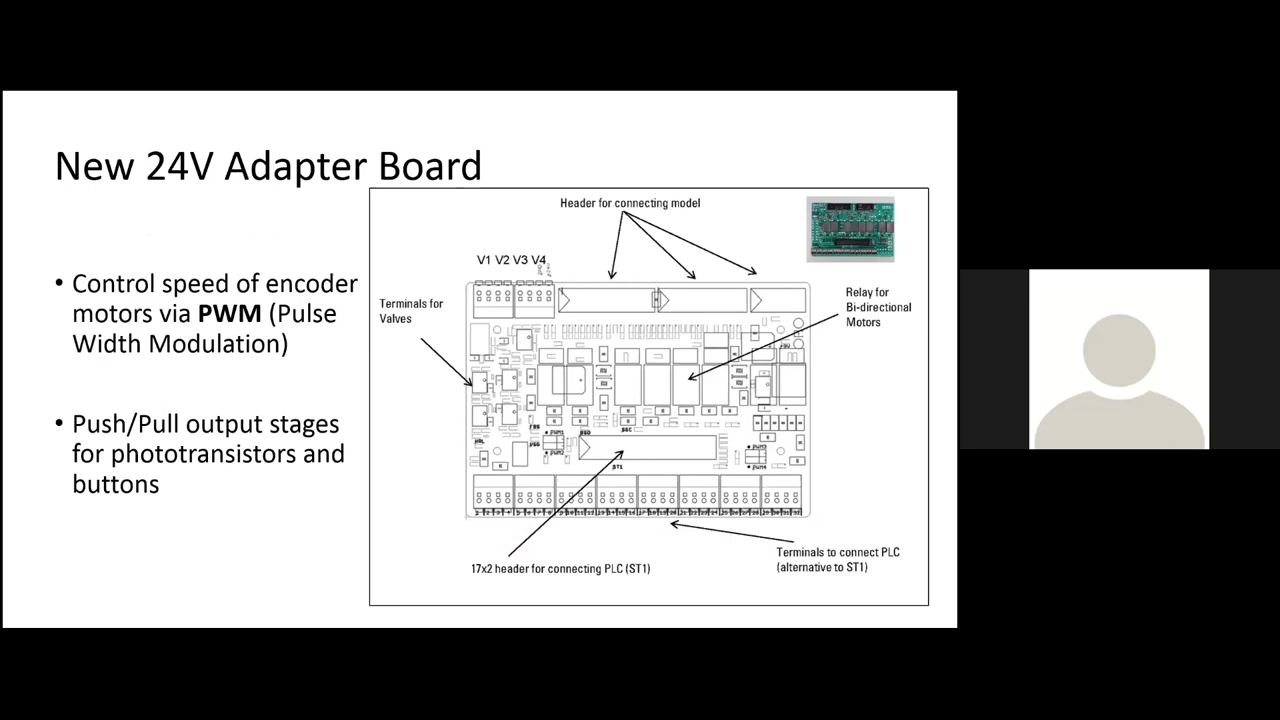 New 24V Adapter Board
• Control speed of encoder
motors via PWM (Pulse
Width Modulation)
• Push/Pull output stages
for phototransistors and
buttons
Header for connecting model
V1 V2 V3 V4
Terminals for
Valves
Relay for
Bi-directional
Motors
ST1
17x2 header for connecting PLC (ST1)
Terminals to connect PLC
(alternative to ST1)